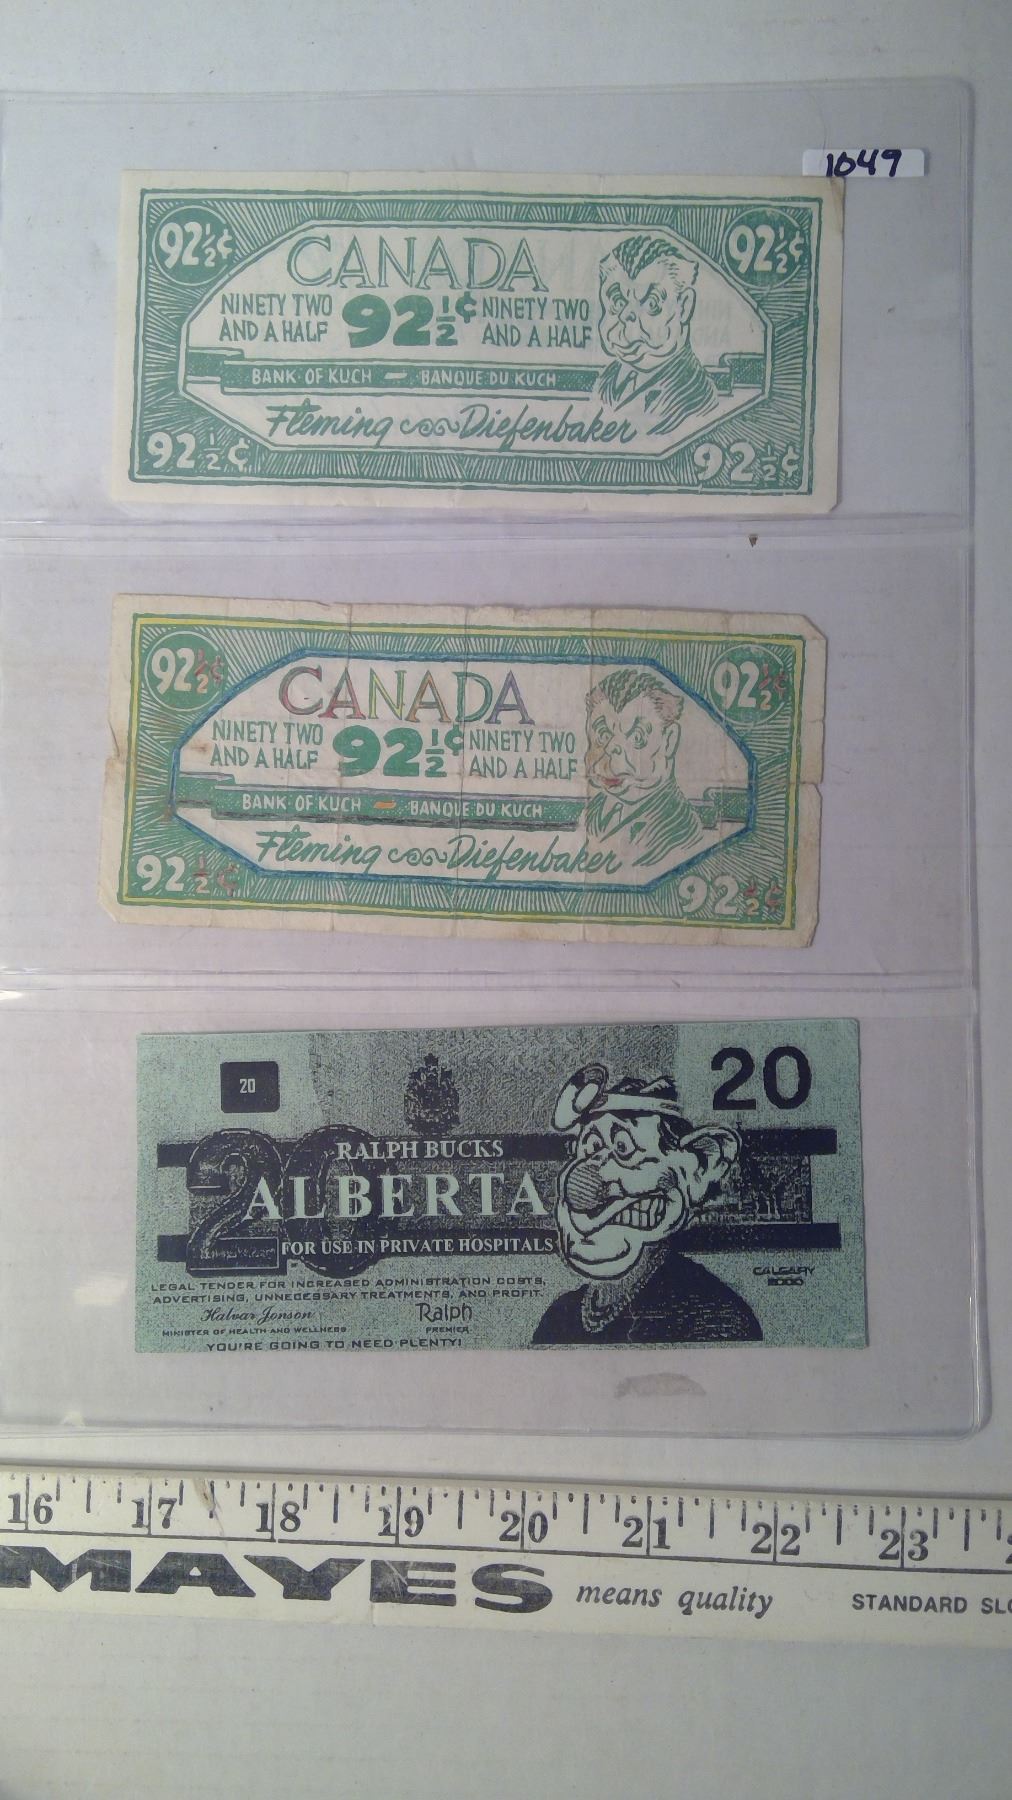 1049
92½¢ 92½¢
CANADA
NINETY TWO AND A HALF 92½¢ NINETY TWO AND A HALF
BANK OF KUCH — BANQUE DU KUCH
Fleming Diefenbaker
92½¢ 92½¢
92½¢ 92½¢
CANADA
NINETY TWO AND A HALF 92½¢ NINETY TWO AND A HALF
BANK OF KUCH — BANQUE DU KUCH
Fleming Diefenbaker
92½¢ 92½¢
20 20
20
RALPH BUCKS
ALBERTA
FOR USE IN PRIVATE HOSPITALS
CALGARY
2000
LEGAL TENDER FOR INCREASED ADMINISTRATION COSTS,
ADVERTISING, UNNECESSARY TREATMENTS, AND PROFIT.
Halvar Jonson Ralph
MINISTER OF HEALTH AND WELLNESS PREMIER
YOU'RE GOING TO NEED PLENTY!
16 17 18 19 20 21 22 23
MAYES means quality STANDARD